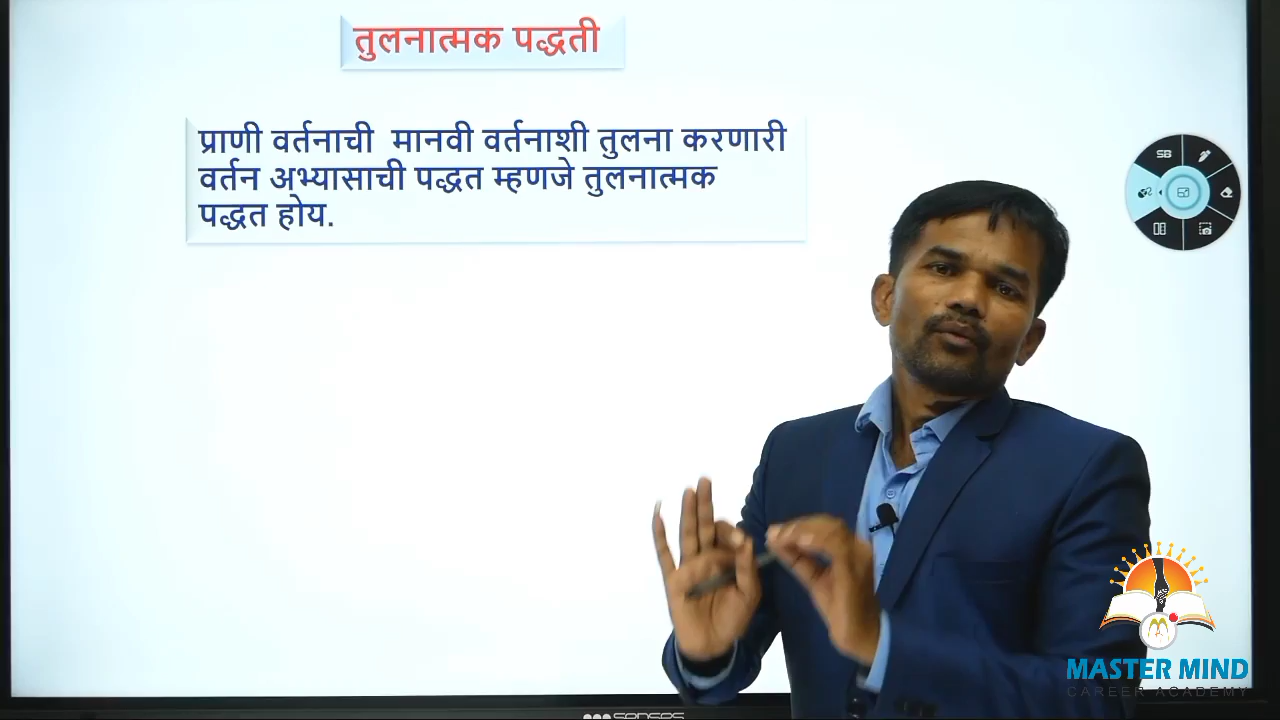 तुलनात्मक पद्धती
प्राणी वर्तनाची मानवी वर्तनाशी तुलना करणारी
वर्तन अभ्यासाची पद्धत म्हणजे तुलनात्मक
पद्धत होय.
SB
MASTER MIND
CAREER ACADEMY